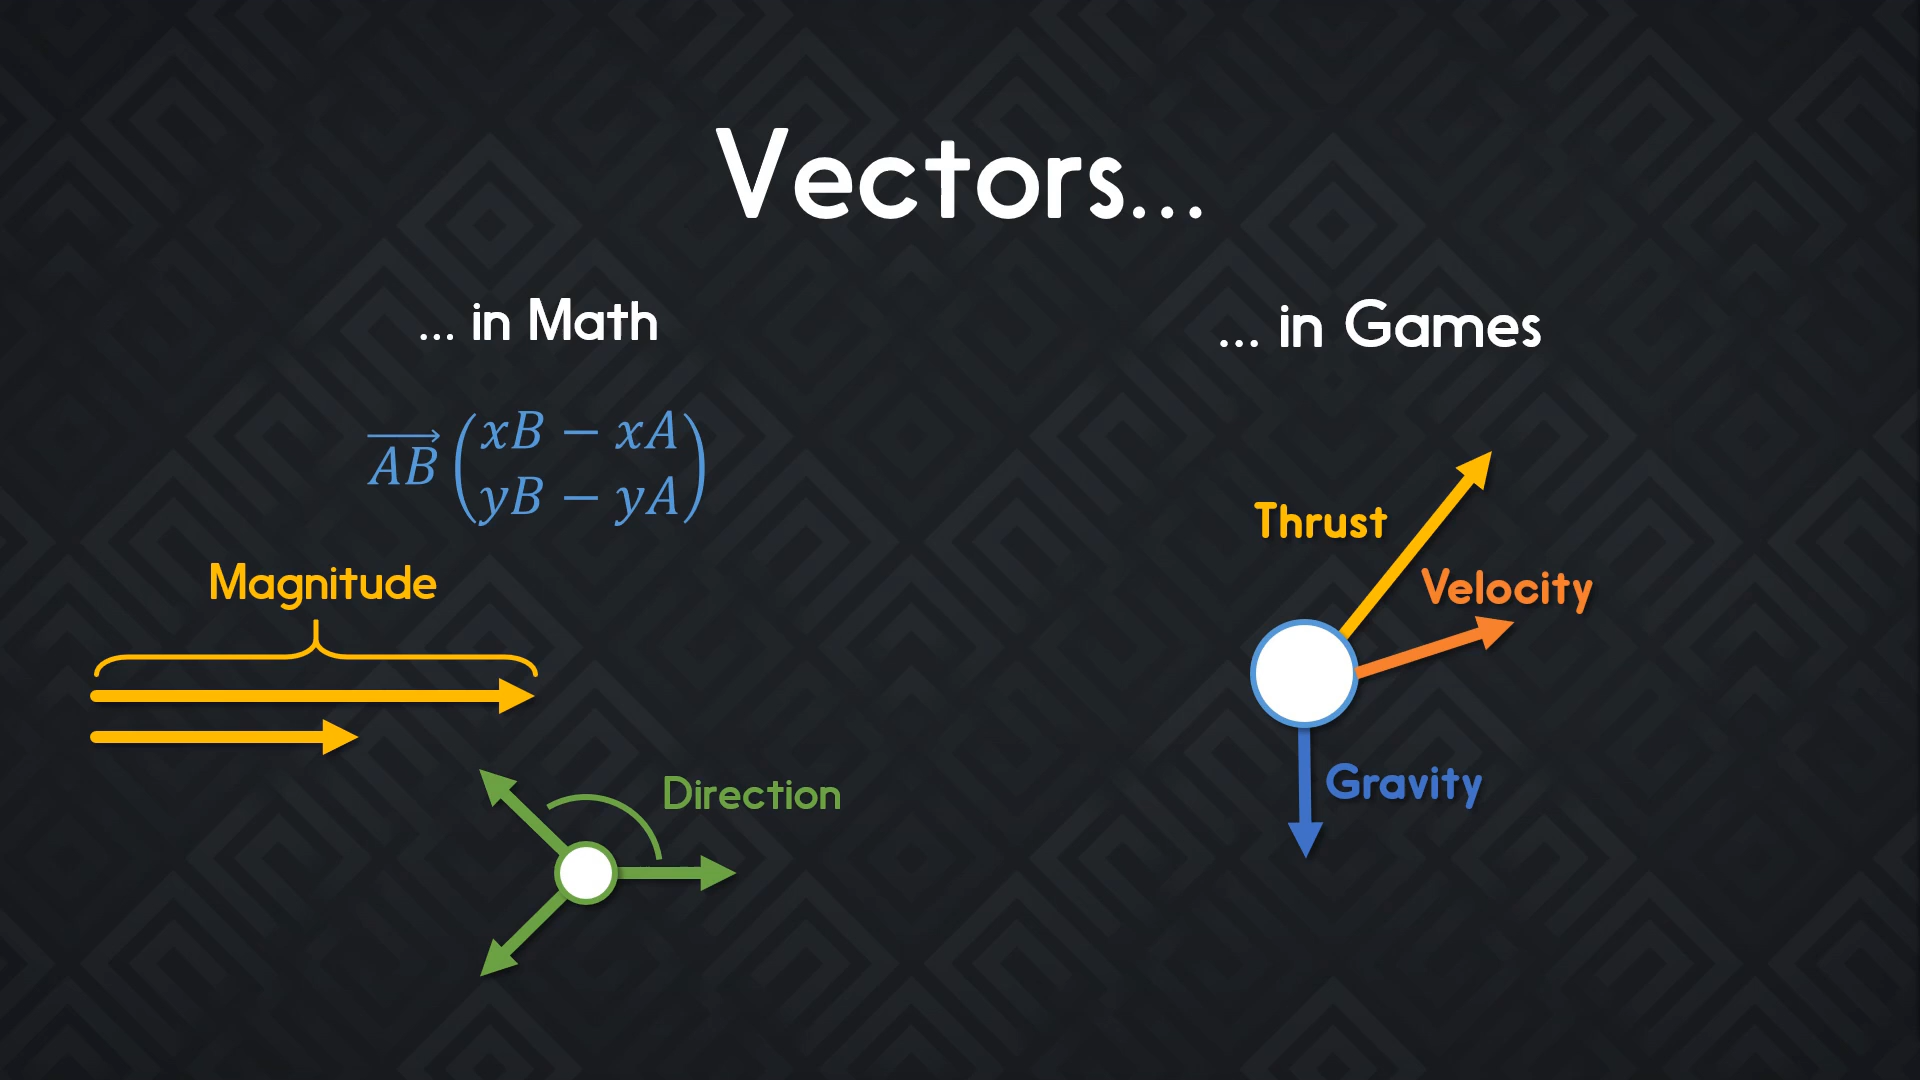 Vectors...
... in Math
AB (xB − xA
yB − yA)
Magnitude
Direction
... in Games
Thrust
Velocity
Gravity